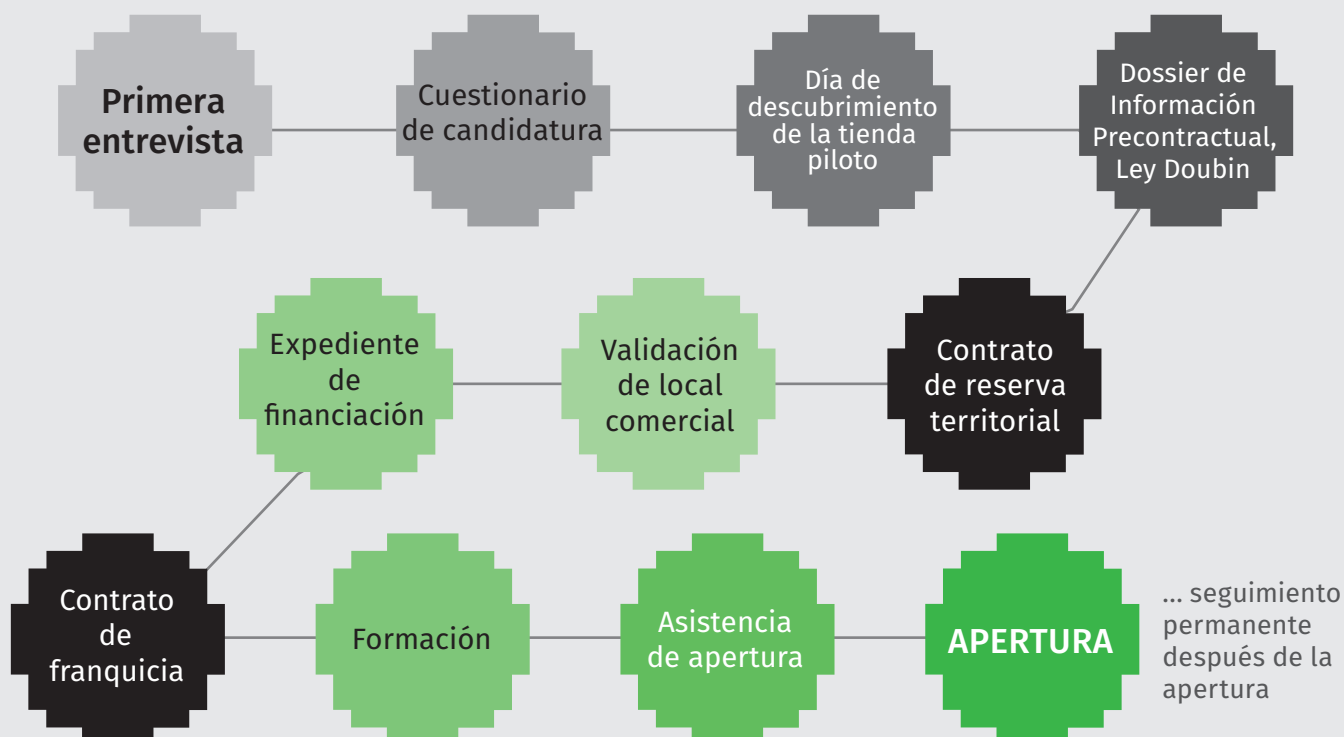 Primera
entrevista
Cuestionario
de candidatura
Día de
descubrimiento
de la tienda
piloto
Dossier de
Información
Precontractual,
Ley Doubin
Expediente
de
financiación
Validación
de local
comercial
Contrato
de reserva
territorial
Contrato
de
franquicia
Formación
Asistencia
de apertura
APERTURA
... seguimiento
permanente
después de la
apertura